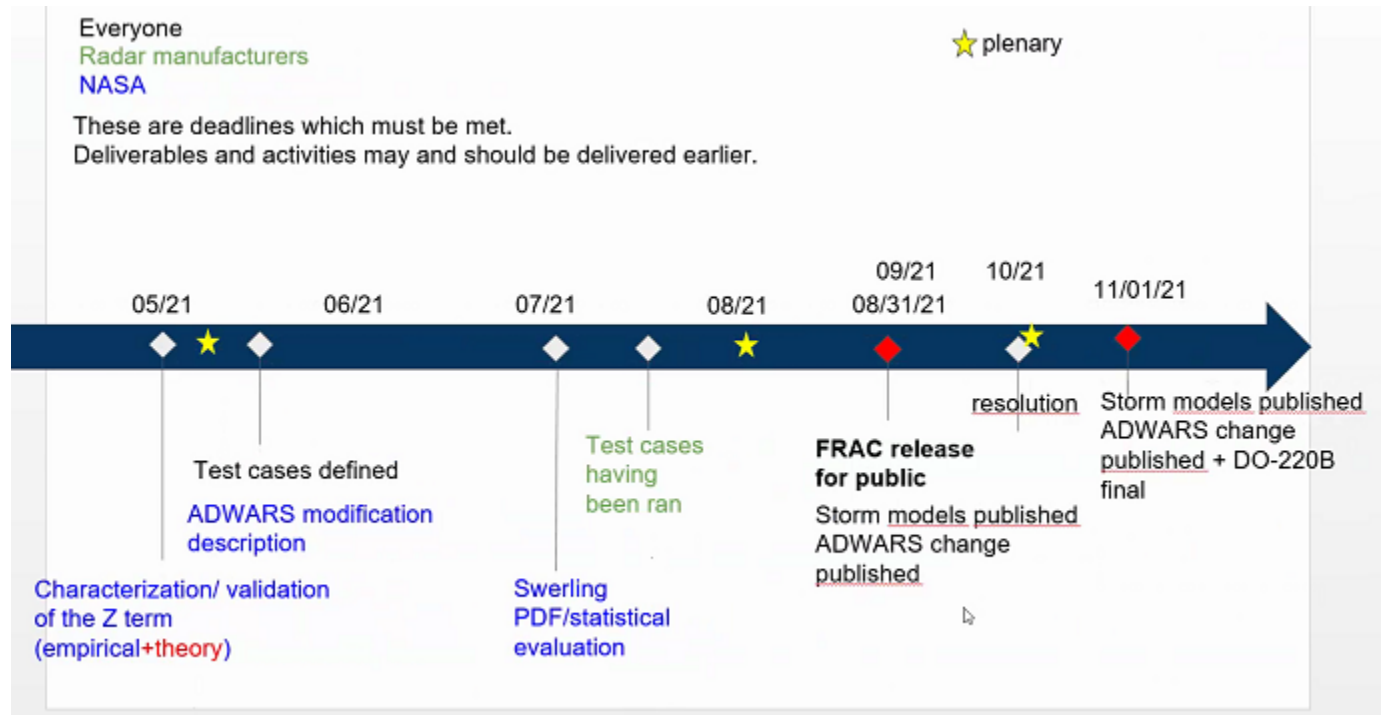 Everyone
Radar manufacturers
NASA
plenary
These are deadlines which must be met.
Deliverables and activities may and should be delivered earlier.
09/21
10/21
05/21
06/21
07/21
08/21
08/31/21
11/01/21
Test cases defined
ADWARS modification
description
Characterization/ validation
of the Z term
(empirical+theory)
Test cases
having
been ran
Swerling
PDF/statistical
evaluation
FRAC release
for public
Storm models published
ADWARS change
published
resolution
Storm models published
ADWARS change
published + DO-220B
final